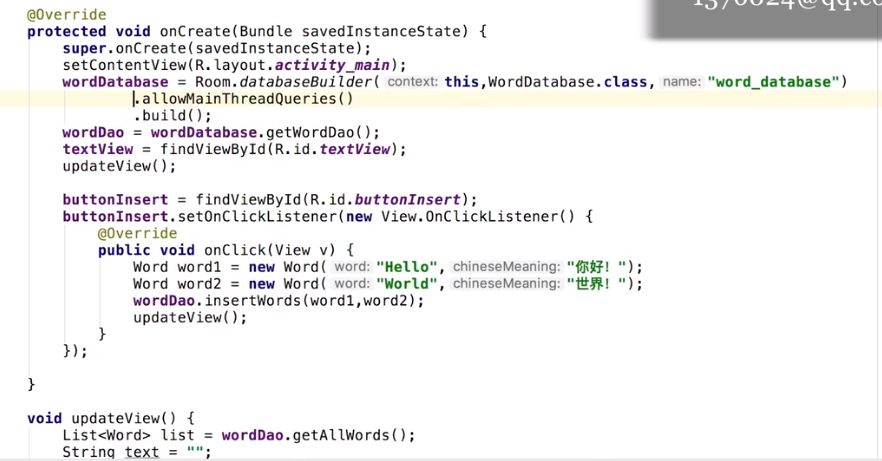 @Override
protected void onCreate(Bundle savedInstanceState) {
super.onCreate(savedInstanceState);
setContentView(R.layout.activity_main);
wordDatabase = Room.databaseBuilder( context: this,WordDatabase.class, name: "word_database")
.allowMainThreadQueries()
.build();
wordDao = wordDatabase.getWordDao();
textView = findViewById(R.id.textView);
updateView();
buttonInsert = findViewById(R.id.buttonInsert);
buttonInsert.setOnClickListener(new View.OnClickListener() {
@Override
public void onClick(View v) {
Word word1 = new Word( word: "Hello", chineseMeaning: "你好！");
Word word2 = new Word( word: "World", chineseMeaning: "世界！");
wordDao.insertWords(word1,word2);
updateView();
}
});
}
void updateView() {
List<Word> list = wordDao.getAllWords();
String text = "";